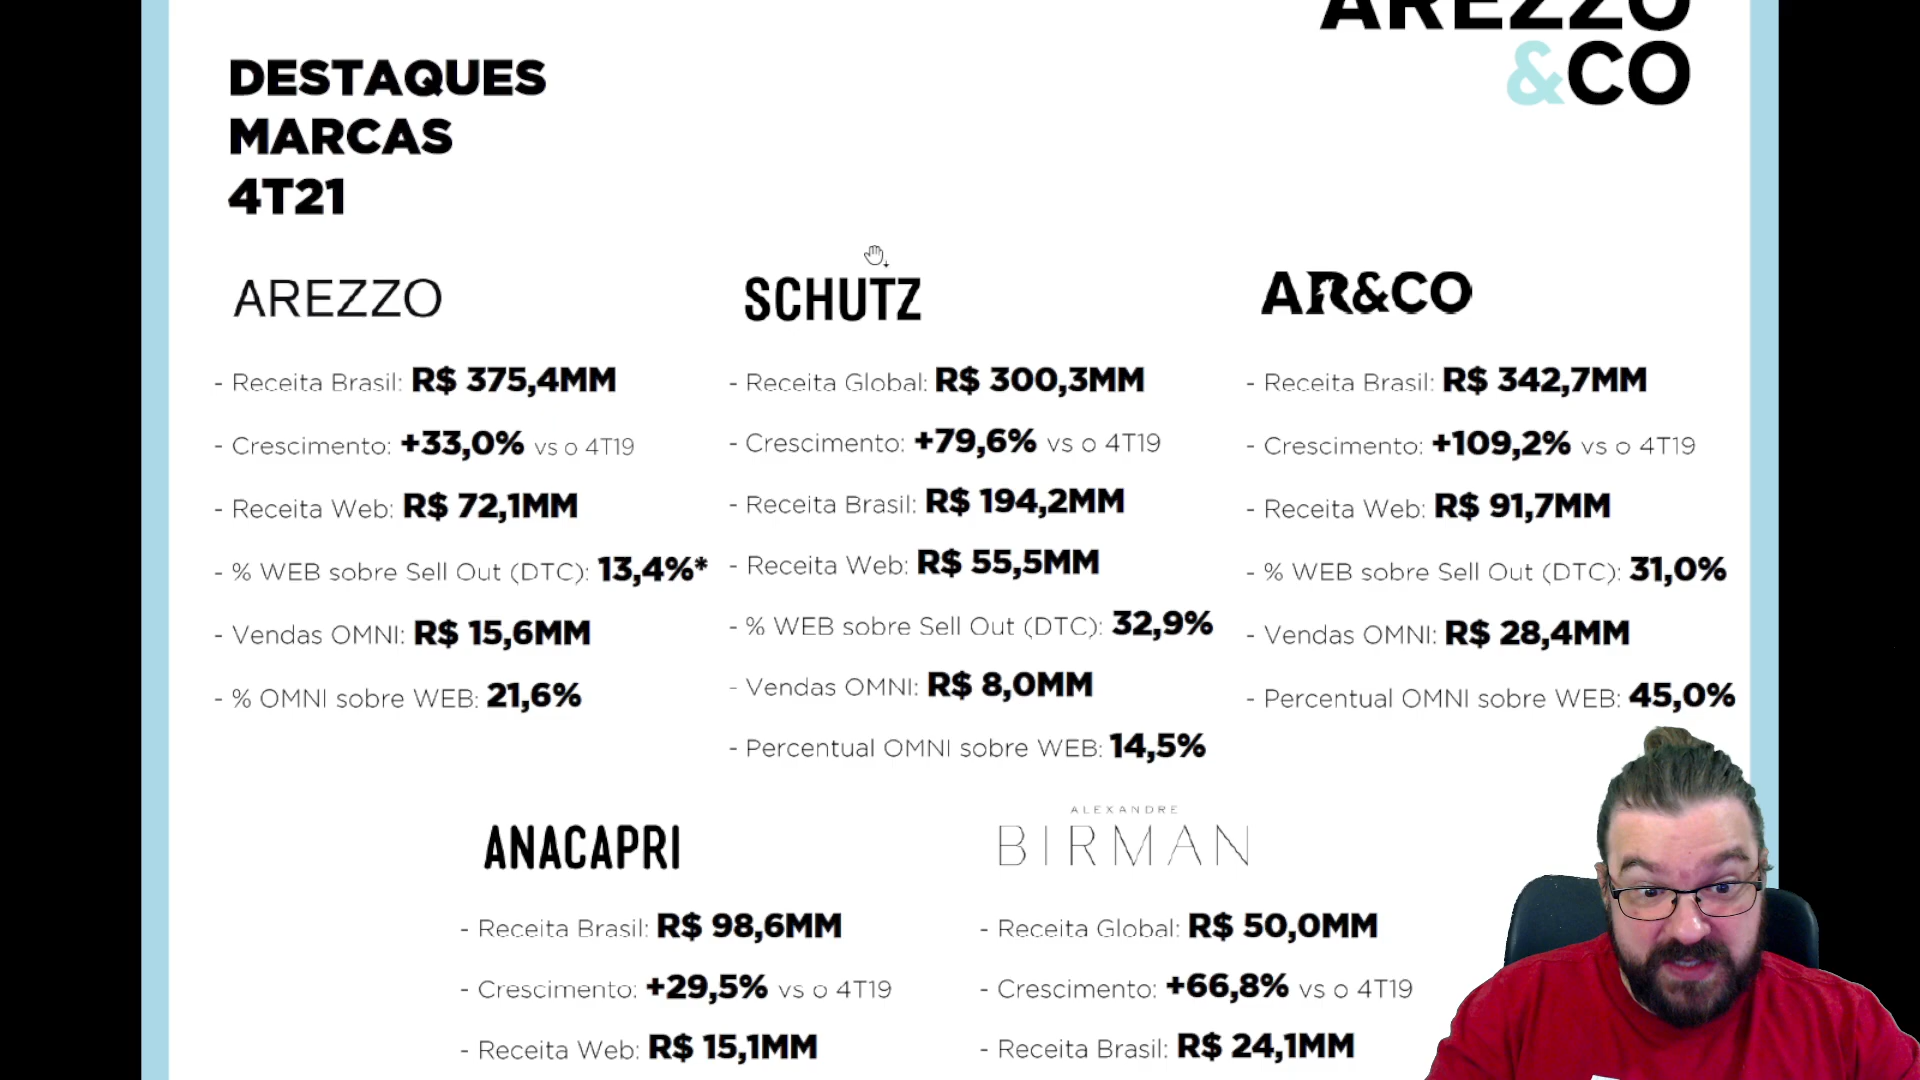 AREZZO
&CO
DESTAQUES
MARCAS
4T21
AREZZO
- Receita Brasil: R$ 375,4MM
- Crescimento: +33,0% vs o 4T19
- Receita Web: R$ 72,1MM
- % WEB sobre Sell Out (DTC): 13,4%*
- Vendas OMNI: R$ 15,6MM
- % OMNI sobre WEB: 21,6%
SCHUTZ
- Receita Global: R$ 300,3MM
- Crescimento: +79,6% vs o 4T19
- Receita Brasil: R$ 194,2MM
- Receita Web: R$ 55,5MM
- % WEB sobre Sell Out (DTC): 32,9%
- Vendas OMNI: R$ 8,0MM
- Percentual OMNI sobre WEB: 14,5%
AR&CO
- Receita Brasil: R$ 342,7MM
- Crescimento: +109,2% vs o 4T19
- Receita Web: R$ 91,7MM
- % WEB sobre Sell Out (DTC): 31,0%
- Vendas OMNI: R$ 28,4MM
- Percentual OMNI sobre WEB: 45,0%
ANACAPRI
- Receita Brasil: R$ 98,6MM
- Crescimento: +29,5% vs o 4T19
- Receita Web: R$ 15,1MM
ALEXANDRE
BIRMAN
- Receita Global: R$ 50,0MM
- Crescimento: +66,8% vs o 4T19
- Receita Brasil: R$ 24,1MM